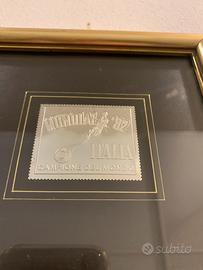 MUNDIAL '82
ITALIA
CAMPIONE DEL MONDO
subito